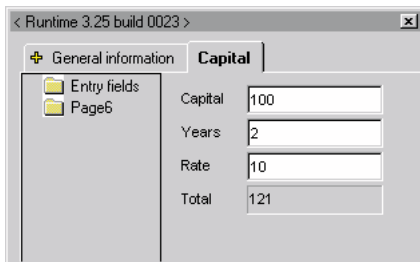 < Runtime 3.25 build 0023 >
General information Capital
Entry fields
Page6
Capital 100
Years 2
Rate 10
Total 121